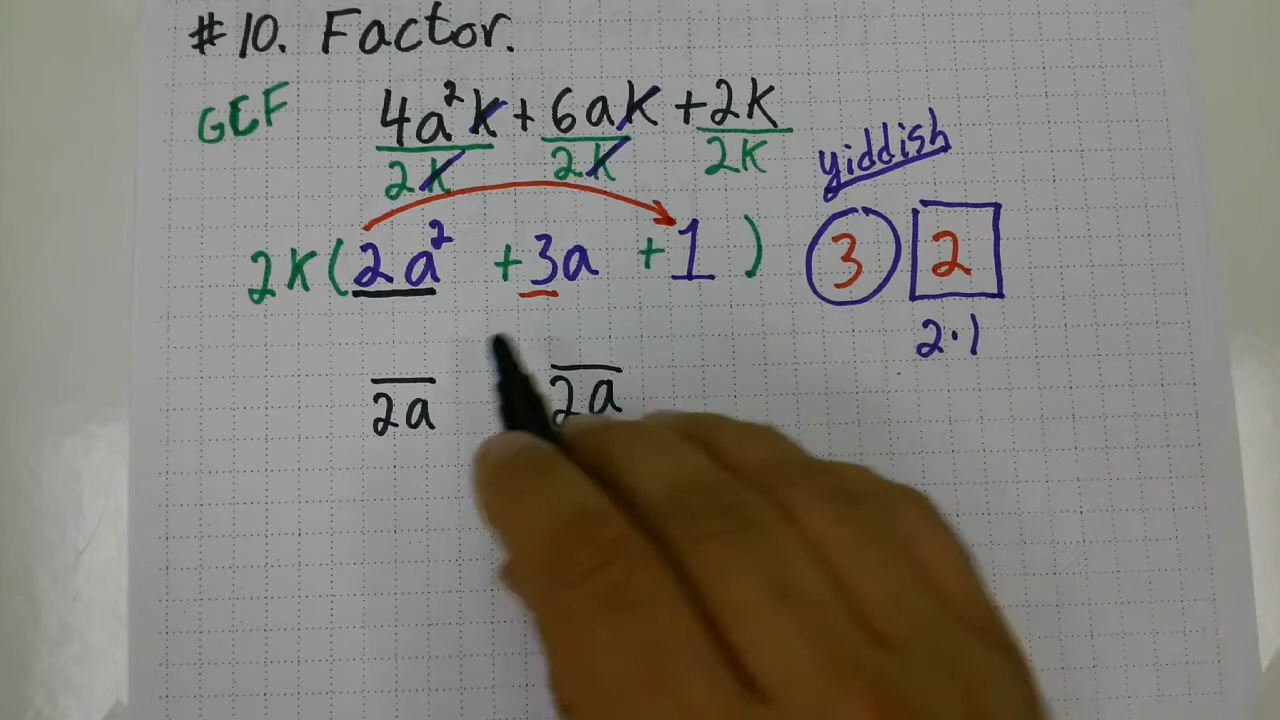 #10. Factor.
GCF 4a²k + 6ak + 2k
2k 2k 2k
yiddish
2k(2a² + 3a + 1) 3 2
2·1
2a 2a